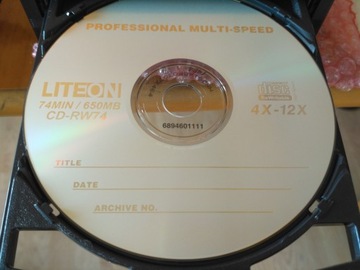 PROFESSIONAL MULTI-SPEED
LITEON
74MIN / 650MB
CD-RW74
4X-12X
6894601111
TITLE
DATE
ARCHIVE NO.